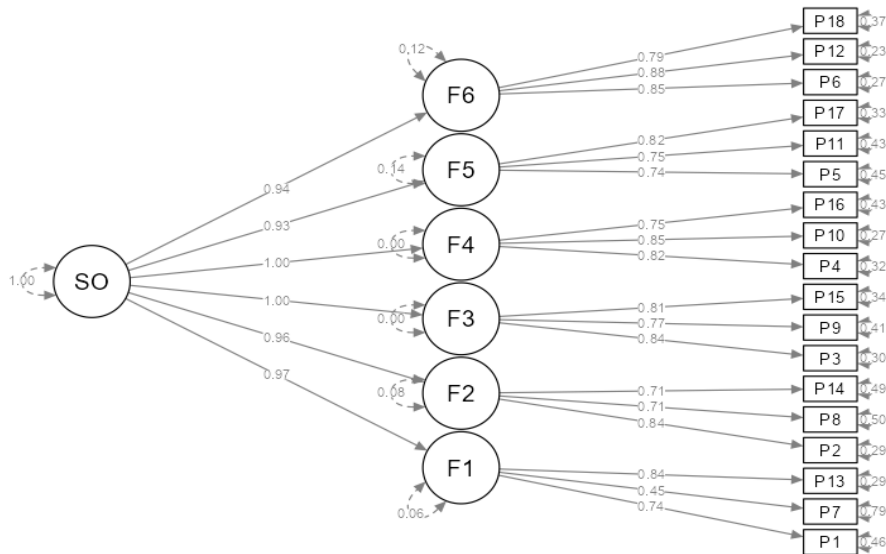 P18 0.37
0.12
P12 0.23
0.79
0.88
P6 0.27
0.85
F6
P17 0.33
0.82
P11 0.43
0.75
F5
0.14
P5 0.45
0.74
0.94
P16 0.43
0.75
0.93
P10 0.27
0.85
F4
0.00
P4 0.32
0.82
1.00
SO
1.00
P15 0.34
0.81
1.00
F3
0.00
P9 0.41
0.77
P3 0.30
0.84
0.96
P14 0.49
0.71
F2
0.08
0.97
P8 0.50
0.71
P2 0.29
0.84
F1
P13 0.29
0.84
P7 0.79
0.45
0.06
0.74
P1 0.46